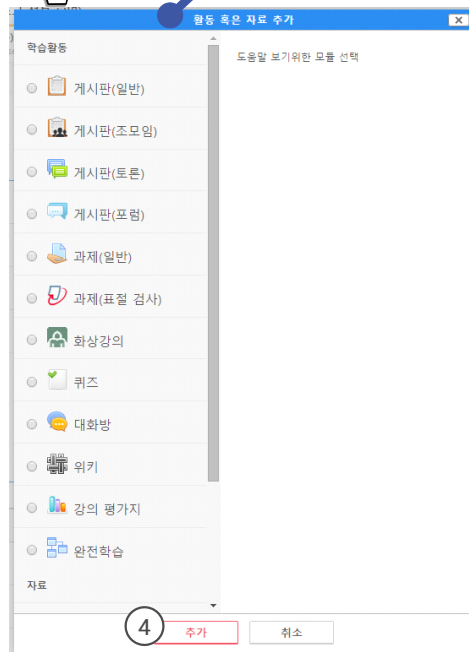 활동 혹은 자료 추가
학습활동
도움말 보기위한 모듈 선택
게시판(일반)
게시판(조모임)
게시판(토론)
게시판(포럼)
과제(일반)
과제(표절 검사)
화상강의
퀴즈
대화방
위키
강의 평가지
완전학습
자료
4
추가
취소